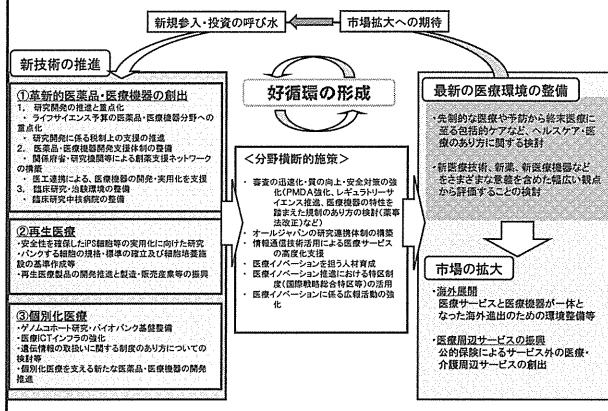 新規参入・投資の呼び水
市場拡大への期待
新技術の推進
①革新的医薬品・医療機器の創出
1. 研究開発の推進と重点化
・ライフサイエンス予算の医薬品・医療機器分野への
重点化
・研究開発に係る税制上の支援の推進
2. 医薬品・医療機器開発支援体制の整備
・関係府省・研究機関等による創薬支援ネットワーク
の構築
・医工連携による、医療機器の開発・実用化を支援
3. 臨床研究・治験環境の整備
・臨床研究中核病院の整備
②再生医療
・安全性を確保したiPS細胞等の実用化に向けた研究
・バンクする細胞の規格・標準の確立及び細胞培養施
設の基準作成等
・再生医療製品の開発推進と製造・販売産業等の振興
③個別化医療
・ゲノムコホート研究・バイオバンク基盤整備
・医療ICTインフラの強化
・遺伝情報の取扱いに関する制度のあり方についての
検討等
・個別化医療を支える新たな医薬品・医療機器の開発
推進
好循環の形成
＜分野横断的施策＞
・審査の迅速化・質の向上・安全対策の強
化(PMDA強化、レギュラトリーサ
イエンス推進、医療機器の特性を
踏まえた規制のあり方の検討(薬事
法改正)など)
・オールジャパンの研究連携体制の構築
・情報通信技術活用による医療サービス
の高度化支援
・医療イノベーションを担う人材育成
・医療イノベーション推進における特区制
度(国際戦略総合特区等)の活用
・医療イノベーションに係る広報活動の強
化
最新の医療環境の整備
・先制的な医療や予防から終末医療に
至る包括的ケアなど、ヘルスケア・医
療のあり方に関する検討
・新医療技術、新薬、新医療機器など
をさまざまな意義を含めた幅広い観点
から評価することの検討
市場の拡大
・海外展開
医療サービスと医療機器が一体と
なった海外進出のための環境整備等
・医療周辺サービスの振興
公的保険によるサービス外の医療・
介護周辺サービスの創出